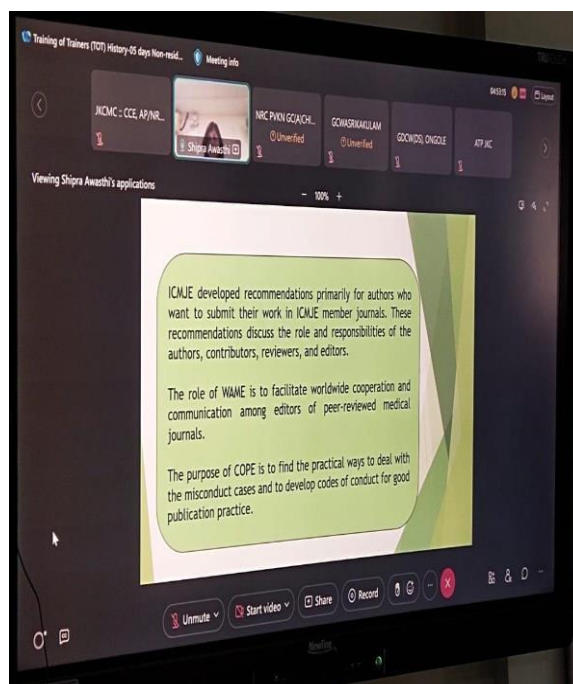 Training of Trainers (TOT) History-05 days Non-resid...
Meeting info
04:53:15
Layout
JKCMC :: CCE, AP/NR...
Shipra Awasthi
NRC PVKN GC(A)CHI...
Unverified
GCWASRIKAKULAM
Unverified
GDCW(DS), ONGOLE
ATP JKC
Viewing Shipra Awasthi's applications
− 100% +
ICMJE developed recommendations primarily for authors who
want to submit their work in ICMJE member journals. These
recommendations discuss the role and responsibilities of the
authors, contributors, reviewers, and editors.
The role of WAME is to facilitate worldwide cooperation and
communication among editors of peer-reviewed medical
journals.
The purpose of COPE is to find the practical ways to deal with
the misconduct cases and to develop codes of conduct for good
publication practice.
Unmute
Start video
Share
Record